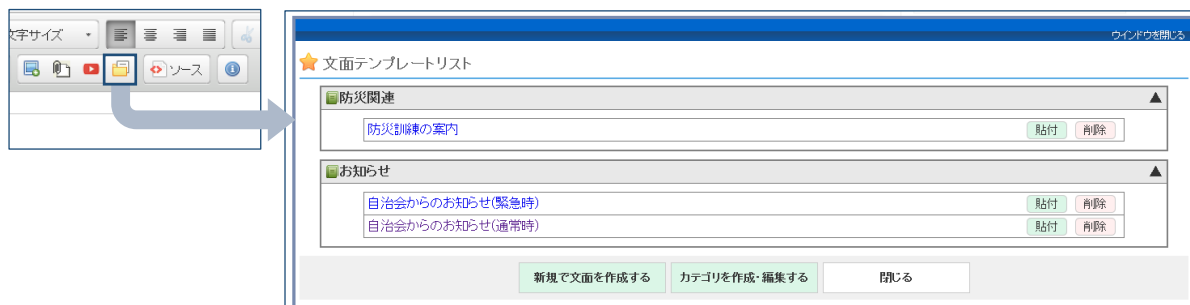 文字サイズ
ソース
ウインドウを閉じる
文面テンプレートリスト
防災関連
防災訓練の案内 貼付 削除
お知らせ
自治会からのお知らせ(緊急時) 貼付 削除
自治会からのお知らせ(通常時) 貼付 削除
新規で文面を作成する カテゴリを作成・編集する 閉じる